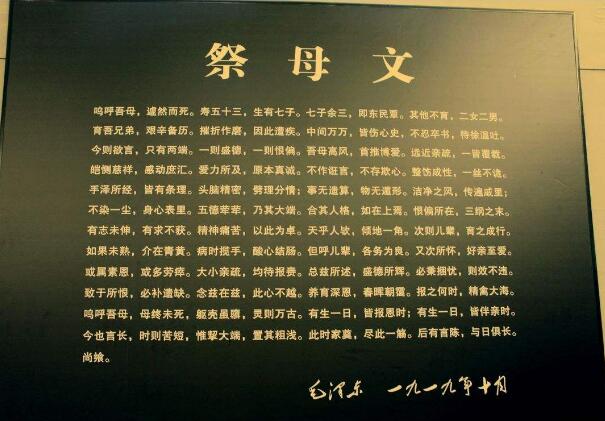 祭母文
呜呼吾母，遽然而死。寿五十三，生有七子。七子余三，即东民覃。其他不育，二女二男。
育吾兄弟，艰辛备历。摧折作磨，因此遘疾。中间万万，皆伤心史，不忍卒书，待徐温吐。
今则欲言，只有两端。一则盛德，一则恨偏。吾母高风，首推博爱。远近亲疏，一皆覆载。
恺恻慈祥，感动庶汇。爱力所及，原本真诚。不作诳言，不存欺心。整饬成性，一丝不诡。
手泽所经，皆有条理。头脑精密，劈理分情；事无遗算，物无遁形。洁净之风，传遍戚里；
不染一尘，身心表里。五德荦荦，乃其大端。合其人格，如在上焉。恨偏所在，三纲之末。
有志未伸，有求不获。精神痛苦，以此为卓。天乎人欤，倾地一角。次则儿辈，育之成行。
如果未熟，介在青黄。病时揽手，酸心结肠。但呼儿辈，各务为良。又次所怀，好亲至爱。
或属素恩，或多劳瘁。大小亲疏，均待报赉。总兹所述，盛德所辉。必秉悃忱，则效不违。
致于所恨，必补遗缺。念兹在兹，此心不越。养育深恩，春晖朝霭。报之何时，精禽大海。
呜呼吾母，母终未死。躯壳虽隳，灵则万古。有生一日，皆报恩时；有生一日，皆伴亲时。
今也言长，时则苦短，惟挈大端，置其粗浅。此时家奠，尽此一觞。后有言陈，与日俱长。
尚飨。
毛泽东 一九一九年十月